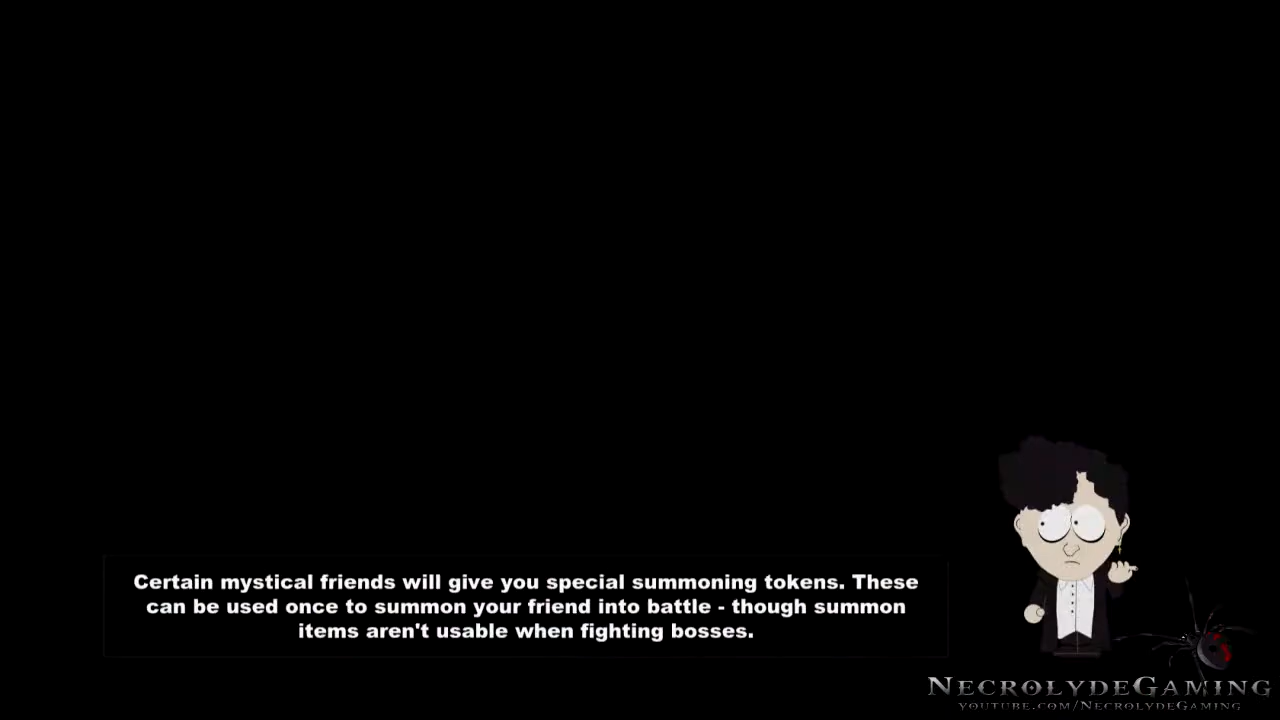 Certain mystical friends will give you special summoning tokens. These
can be used once to summon your friend into battle - though summon
items aren't usable when fighting bosses.
NecrolydeGaming
youtube.com/NecrolydeGaming